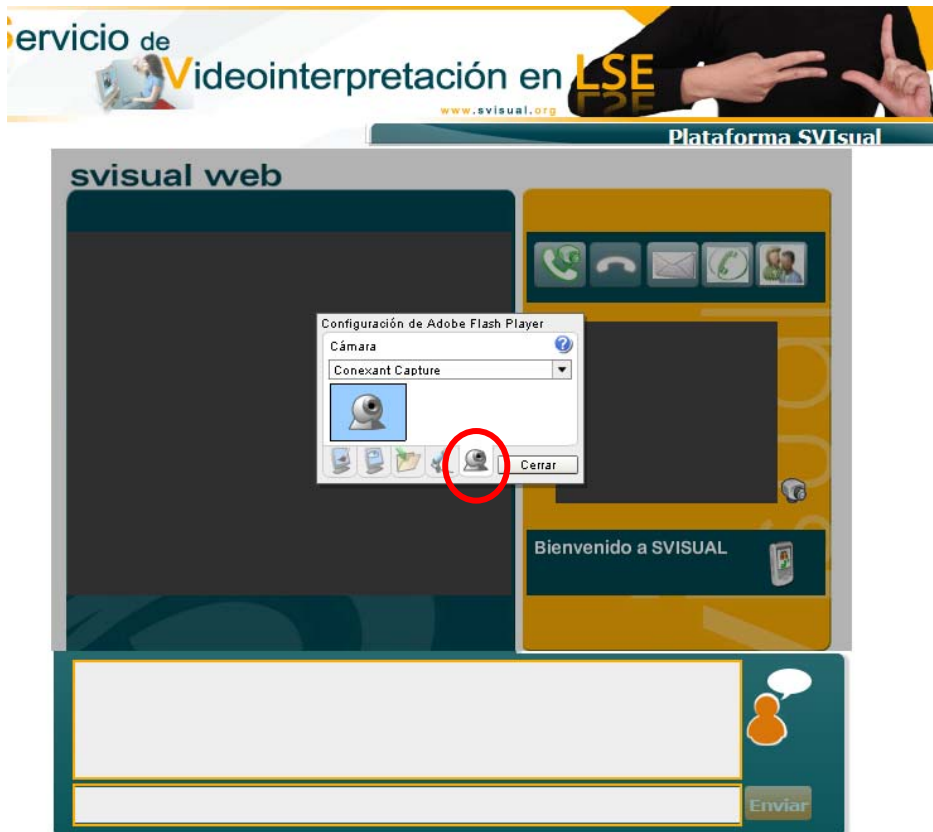 Servicio de
Videointerpretación en LSE
www.svisual.org
Plataforma SVIsual
svisual web
Configuración de Adobe Flash Player
Cámara
Conexant Capture
Cerrar
Bienvenido a SVISUAL
Enviar